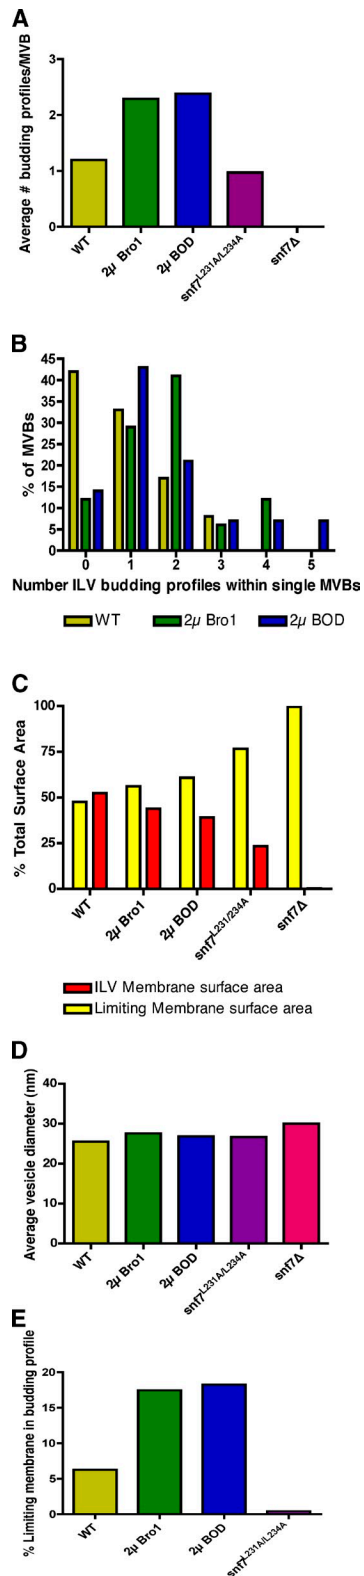 A
Average # budding profiles/MVB
3
2
1
0
WT
2µ Bro1
2µ BOD
snf7L231A/L234A
snf7Δ
B
% of MVBs
45
40
35
30
25
20
15
10
5
0
0 1 2 3 4 5
Number ILV budding profiles within single MVBs
WT 2µ Bro1 2µ BOD
C
% Total Surface Area
100
75
50
25
0
WT
2µ Bro1
2µ BOD
snf7L231/234A
snf7Δ
ILV Membrane surface area
Limiting Membrane surface area
D
Average vesicle diameter (nm)
40
30
20
10
0
WT
2µ Bro1
2µ BOD
snf7L231A/L234A
snf7Δ
E
% Limiting membrane in budding profile
20
15
10
5
0
WT
2µ Bro1
2µ BOD
snf7L231A/L234A